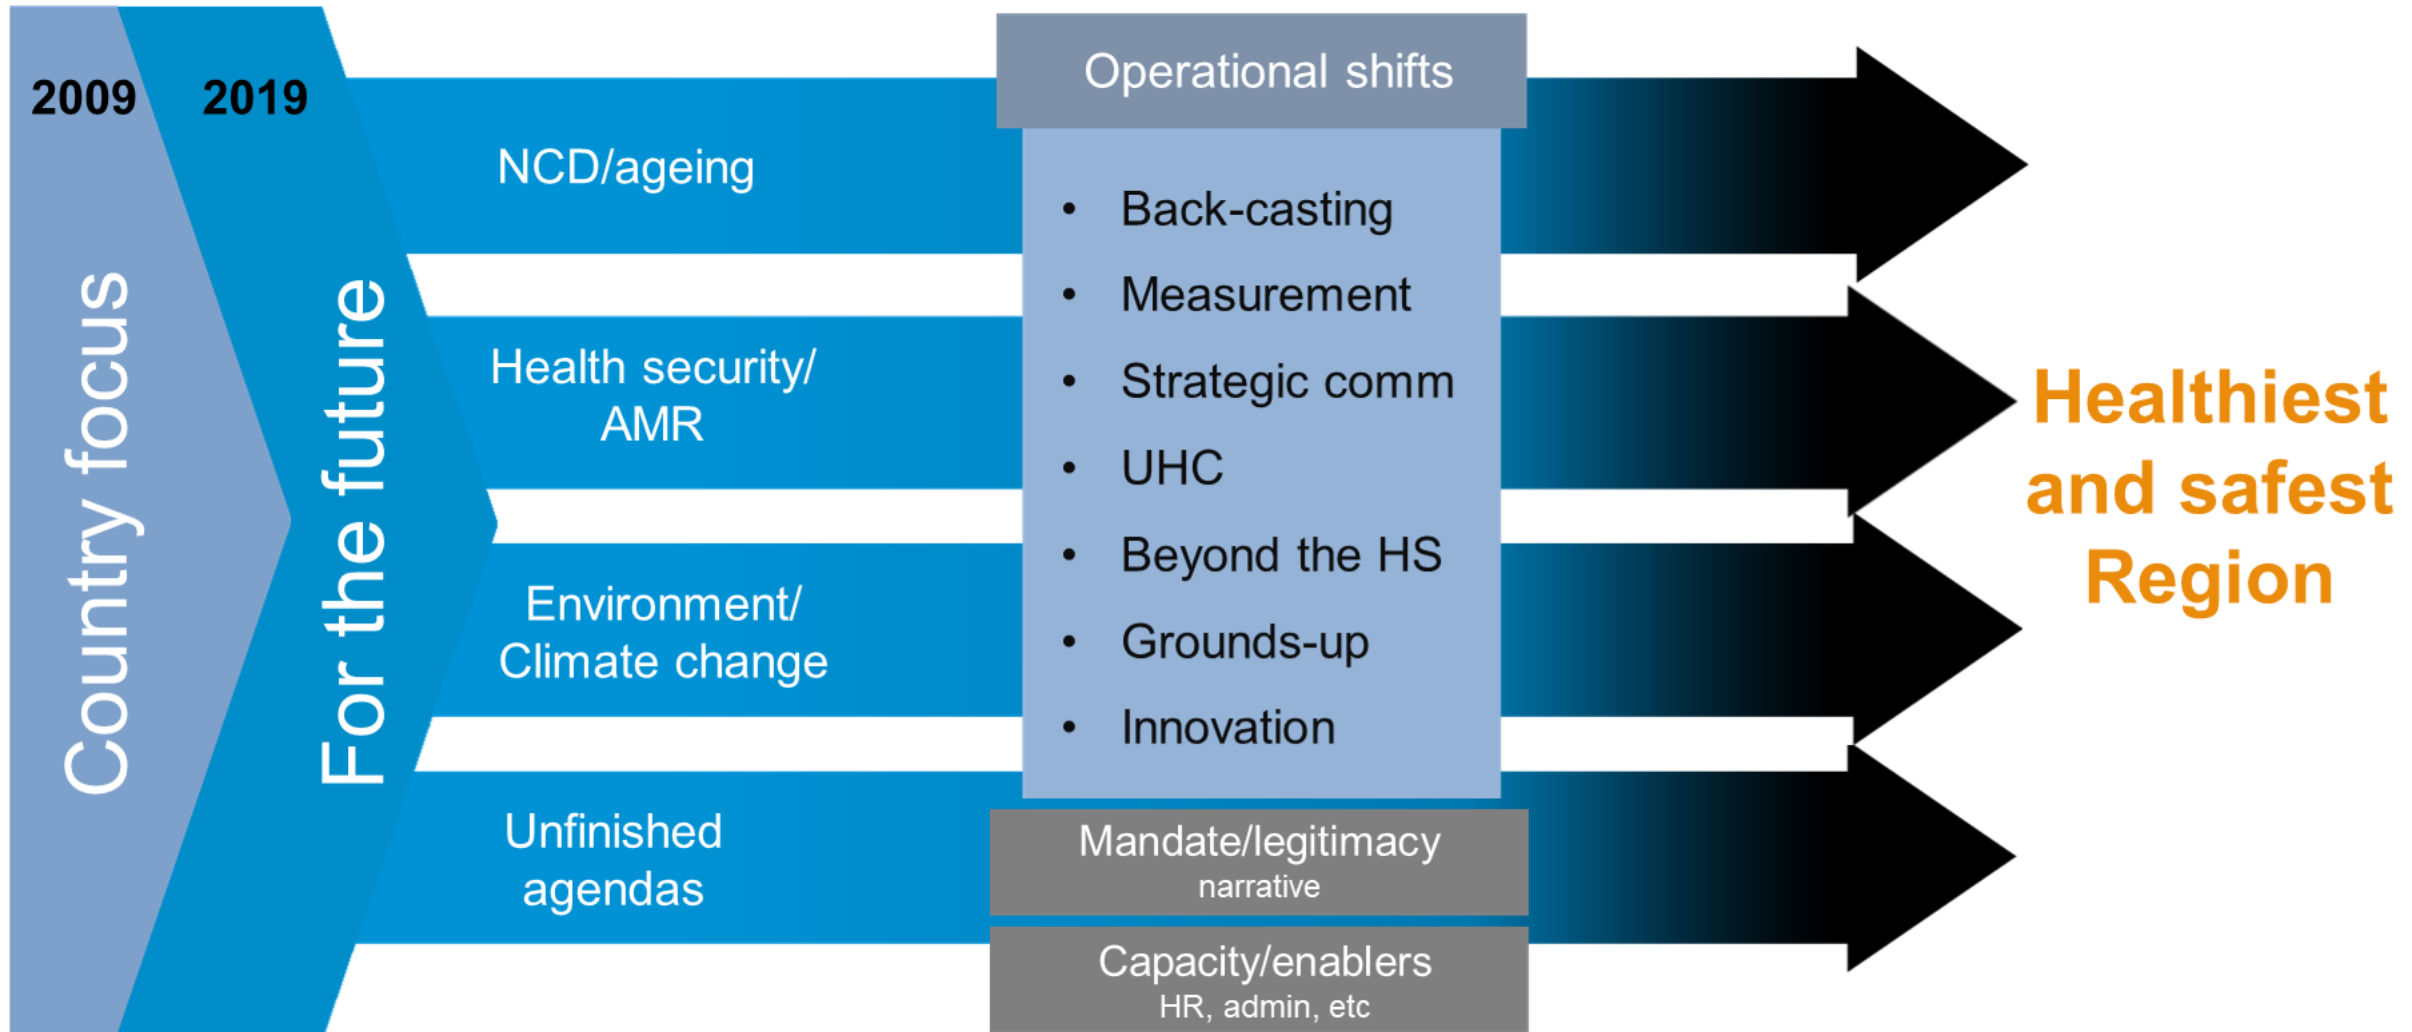 2009
2019
Country focus
For the future
NCD/ageing
Health security/
AMR
Environment/
Climate change
Unfinished
agendas
Operational shifts
• Back-casting
• Measurement
• Strategic comm
• UHC
• Beyond the HS
• Grounds-up
• Innovation
Mandate/legitimacy
narrative
Capacity/enablers
HR, admin, etc
Healthiest
and safest
Region